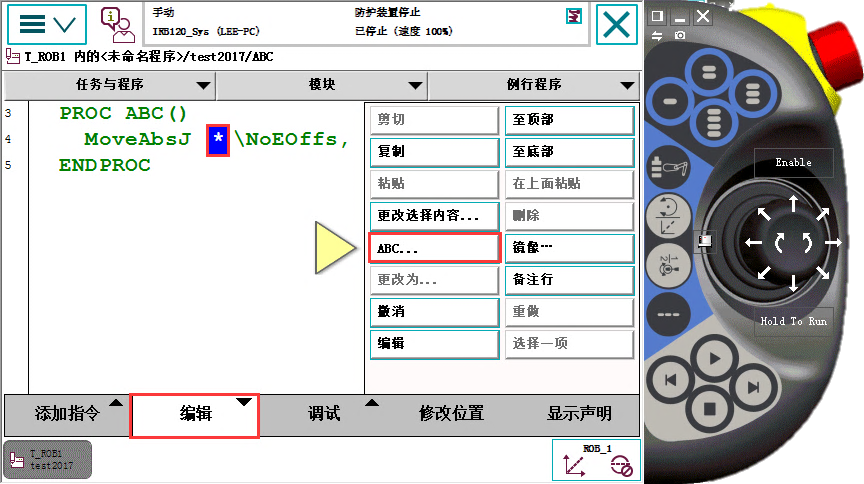 手动
防护装置停止
IRB120_Sys (LEE-PC)
已停止 (速度 100%)
T_ROB1 内的<未命名程序>/test2017/ABC
任务与程序
模块
例行程序
3 PROC ABC()
4 MoveAbsJ * \NoEOffs,
5 ENDPROC
剪切
至顶部
复制
至底部
粘贴
在上面粘贴
更改选择内容...
删除
ABC...
镜像…
更改为...
备注行
撤消
重做
编辑
选择一项
添加指令
编辑
调试
修改位置
显示声明
T_ROB1
test2017
ROB_1
Enable
Hold To Run